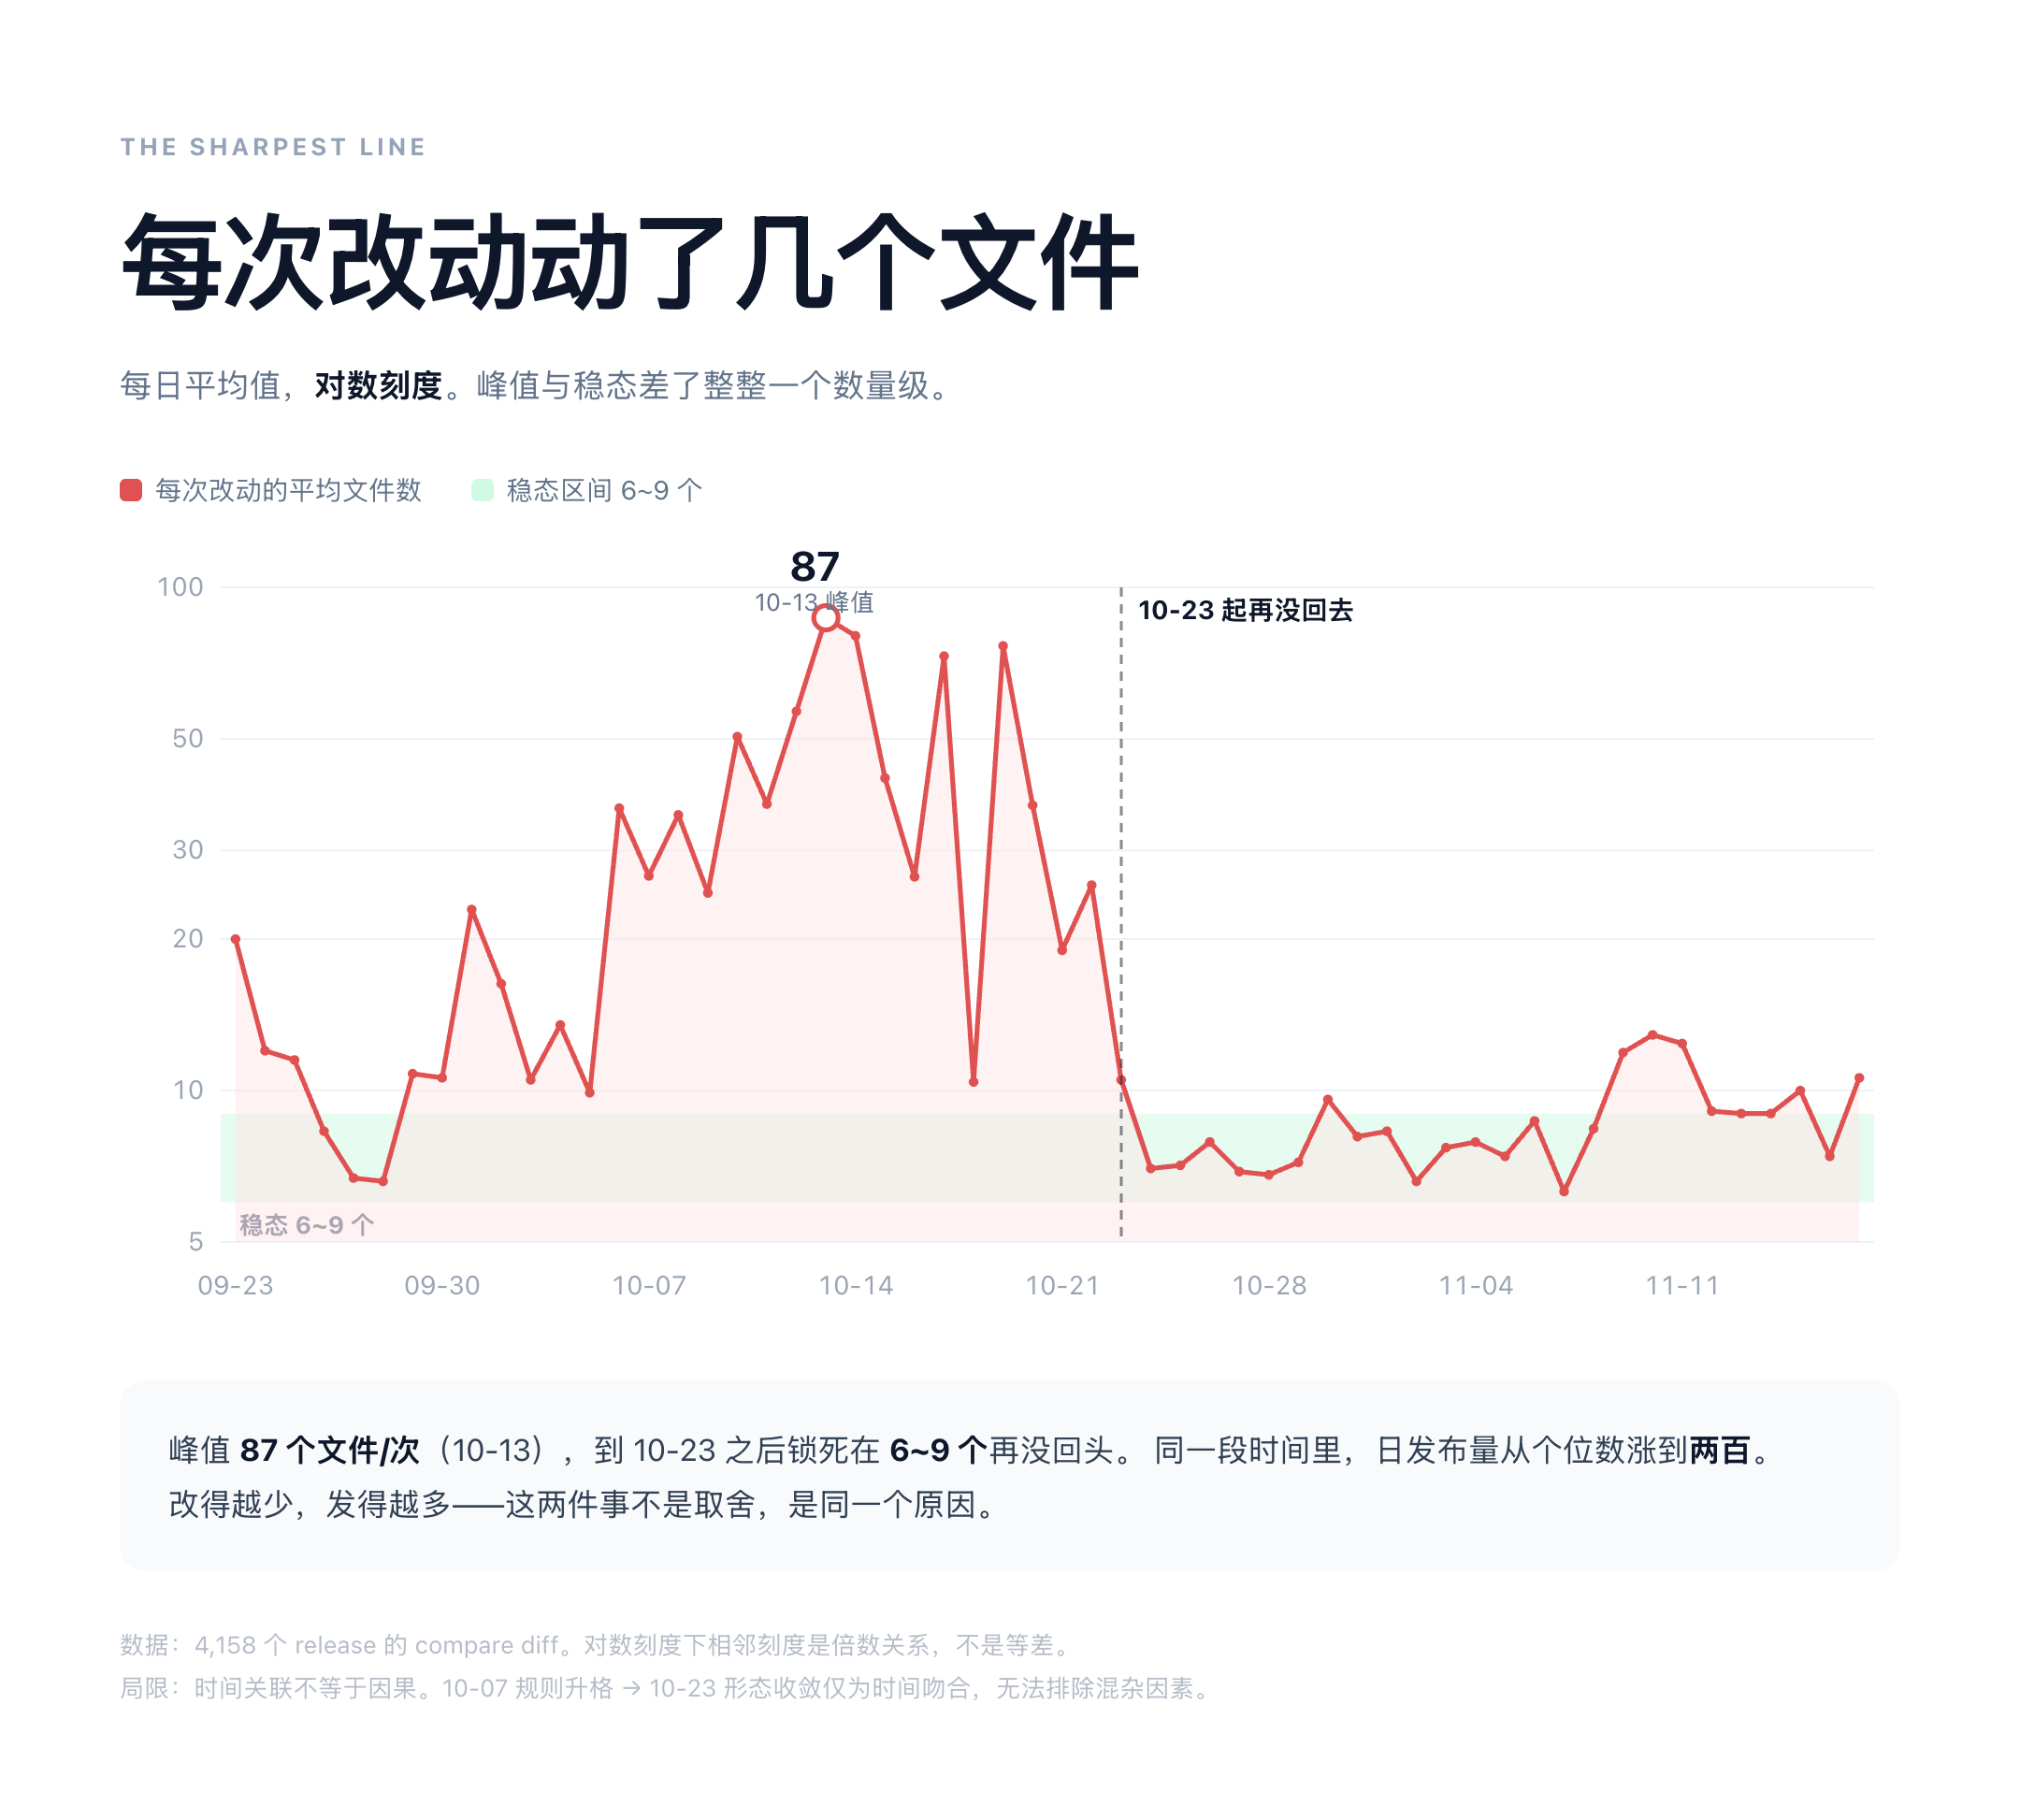 THE SHARPEST LINE
每次改动动了几个文件
每日平均值，对数刻度。峰值与稳态差了整整一个数量级。
每次改动的平均文件数
稳态区间 6~9 个
87
10-13 峰值
10-23 起再没回去
100
50
30
20
10
5
稳态 6~9 个
09-23
09-30
10-07
10-14
10-21
10-28
11-04
11-11
峰值 87 个文件/次（10-13），到 10-23 之后锁死在 6~9 个再没回头。 同一段时间里，日发布量从个位数涨到两百。
改得越少，发得越多——这两件事不是取舍，是同一个原因。
数据：4,158 个 release 的 compare diff。对数刻度下相邻刻度是倍数关系，不是等差。
局限：时间关联不等于因果。10-07 规则升格 → 10-23 形态收敛仅为时间吻合，无法排除混杂因素。